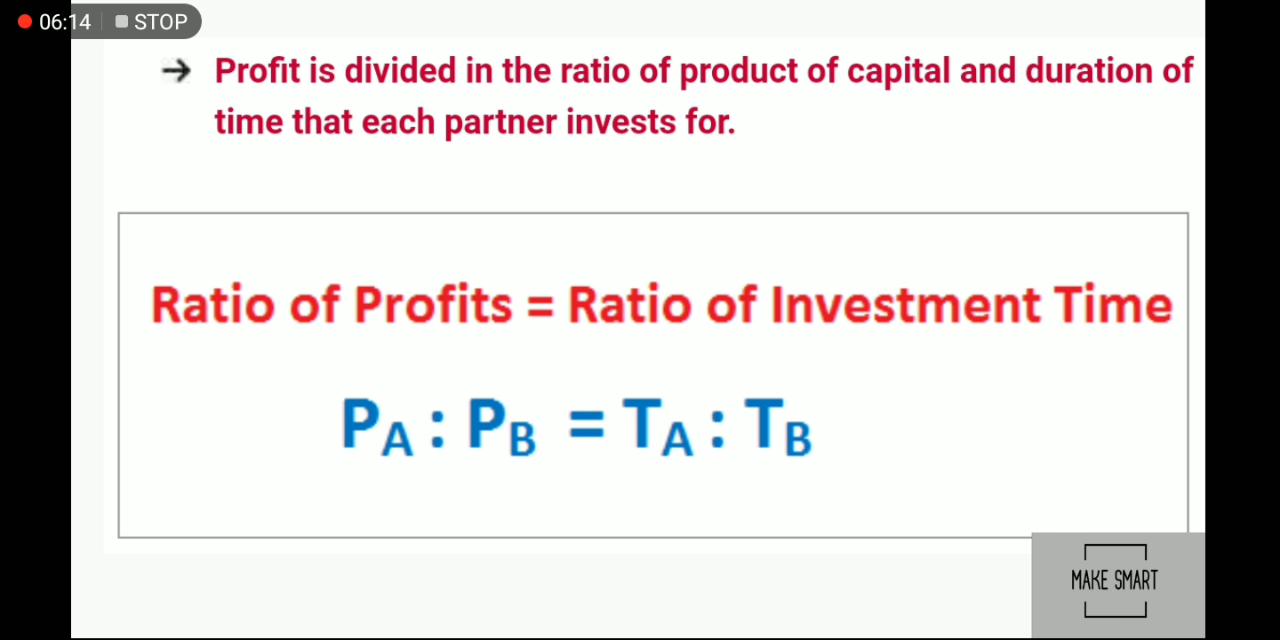 06:14 STOP
→ Profit is divided in the ratio of product of capital and duration of
time that each partner invests for.
Ratio of Profits = Ratio of Investment Time
PA : PB = TA : TB
MAKE SMART